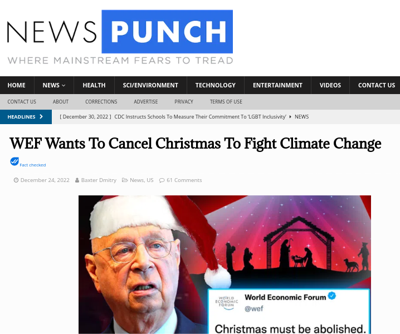 NEWS PUNCH
WHERE MAINSTREAM FEARS TO TREAD
HOME NEWS HEALTH SCI/ENVIRONMENT TECHNOLOGY ENTERTAINMENT VIDEOS CONTACT US
CONTACT US ABOUT CORRECTIONS ADVERTISE PRIVACY TERMS OF USE
HEADLINES [ December 30, 2022 ] CDC Instructs Schools To Measure Their Commitment To 'LGBT Inclusivity' NEWS
WEF Wants To Cancel Christmas To Fight Climate Change
Fact checked
December 24, 2022 Baxter Dmitry News, US 61 Comments
WORLD ECONOMIC FORUM
World Economic Forum
@wef
Christmas must be abolished.